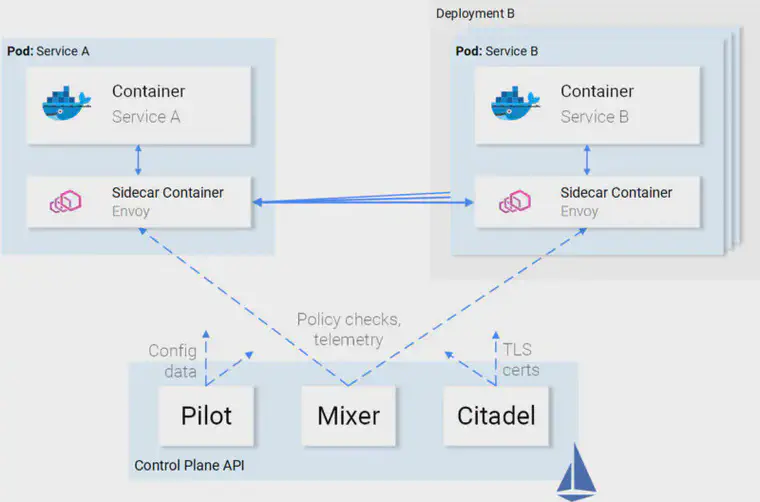 Deployment B
Pod: Service A
Container
Service A
Sidecar Container
Envoy
Pod: Service B
Container
Service B
Sidecar Container
Envoy
Policy checks,
telemetry
Config
data
TLS
certs
Pilot
Mixer
Citadel
Control Plane API